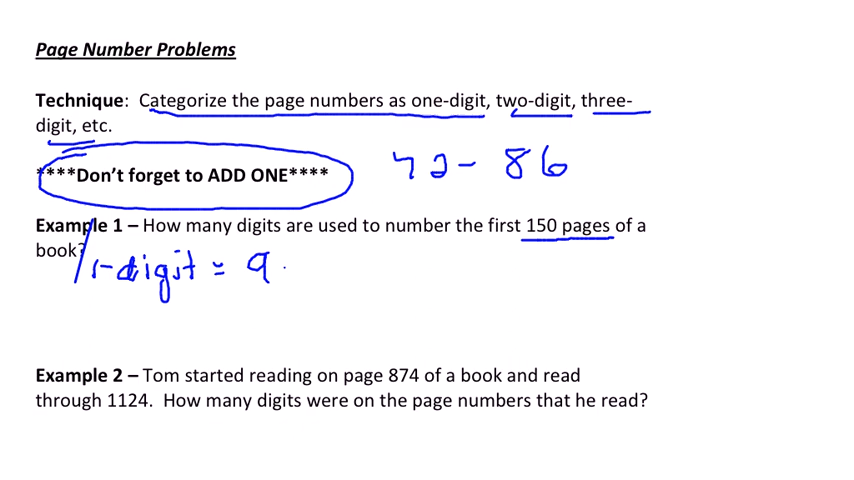 Page Number Problems
Technique: Categorize the page numbers as one-digit, two-digit, three-
digit, etc.
****Don't forget to ADD ONE****
72- 86
Example 1 – How many digits are used to number the first 150 pages of a
book?
1-digit = 9
Example 2 – Tom started reading on page 874 of a book and read
through 1124.  How many digits were on the page numbers that he read?